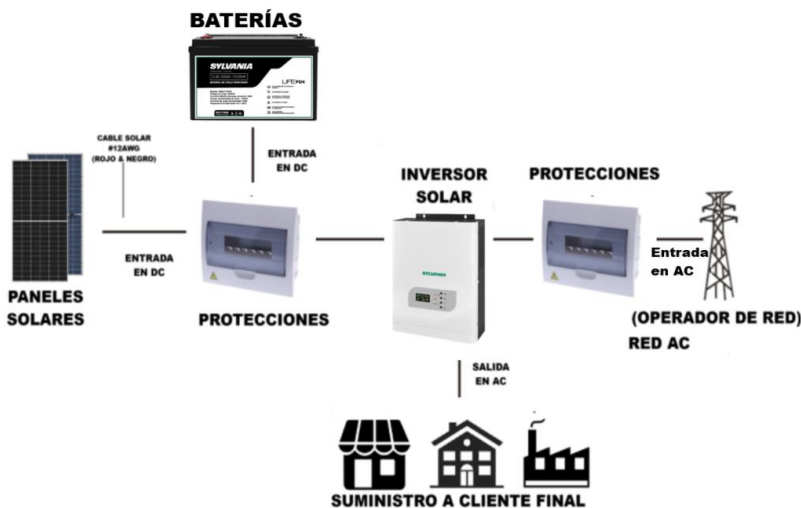 BATERÍAS
SYLVANIA
LIFEPO4
CABLE SOLAR
#12AWG
(ROJO & NEGRO)
ENTRADA
EN DC
INVERSOR
SOLAR
PROTECCIONES
SYLVANIA
ENTRADA
EN DC
Entrada
en AC
PANELES
SOLARES
PROTECCIONES
(OPERADOR DE RED)
RED AC
SALIDA
EN AC
SUMINISTRO A CLIENTE FINAL